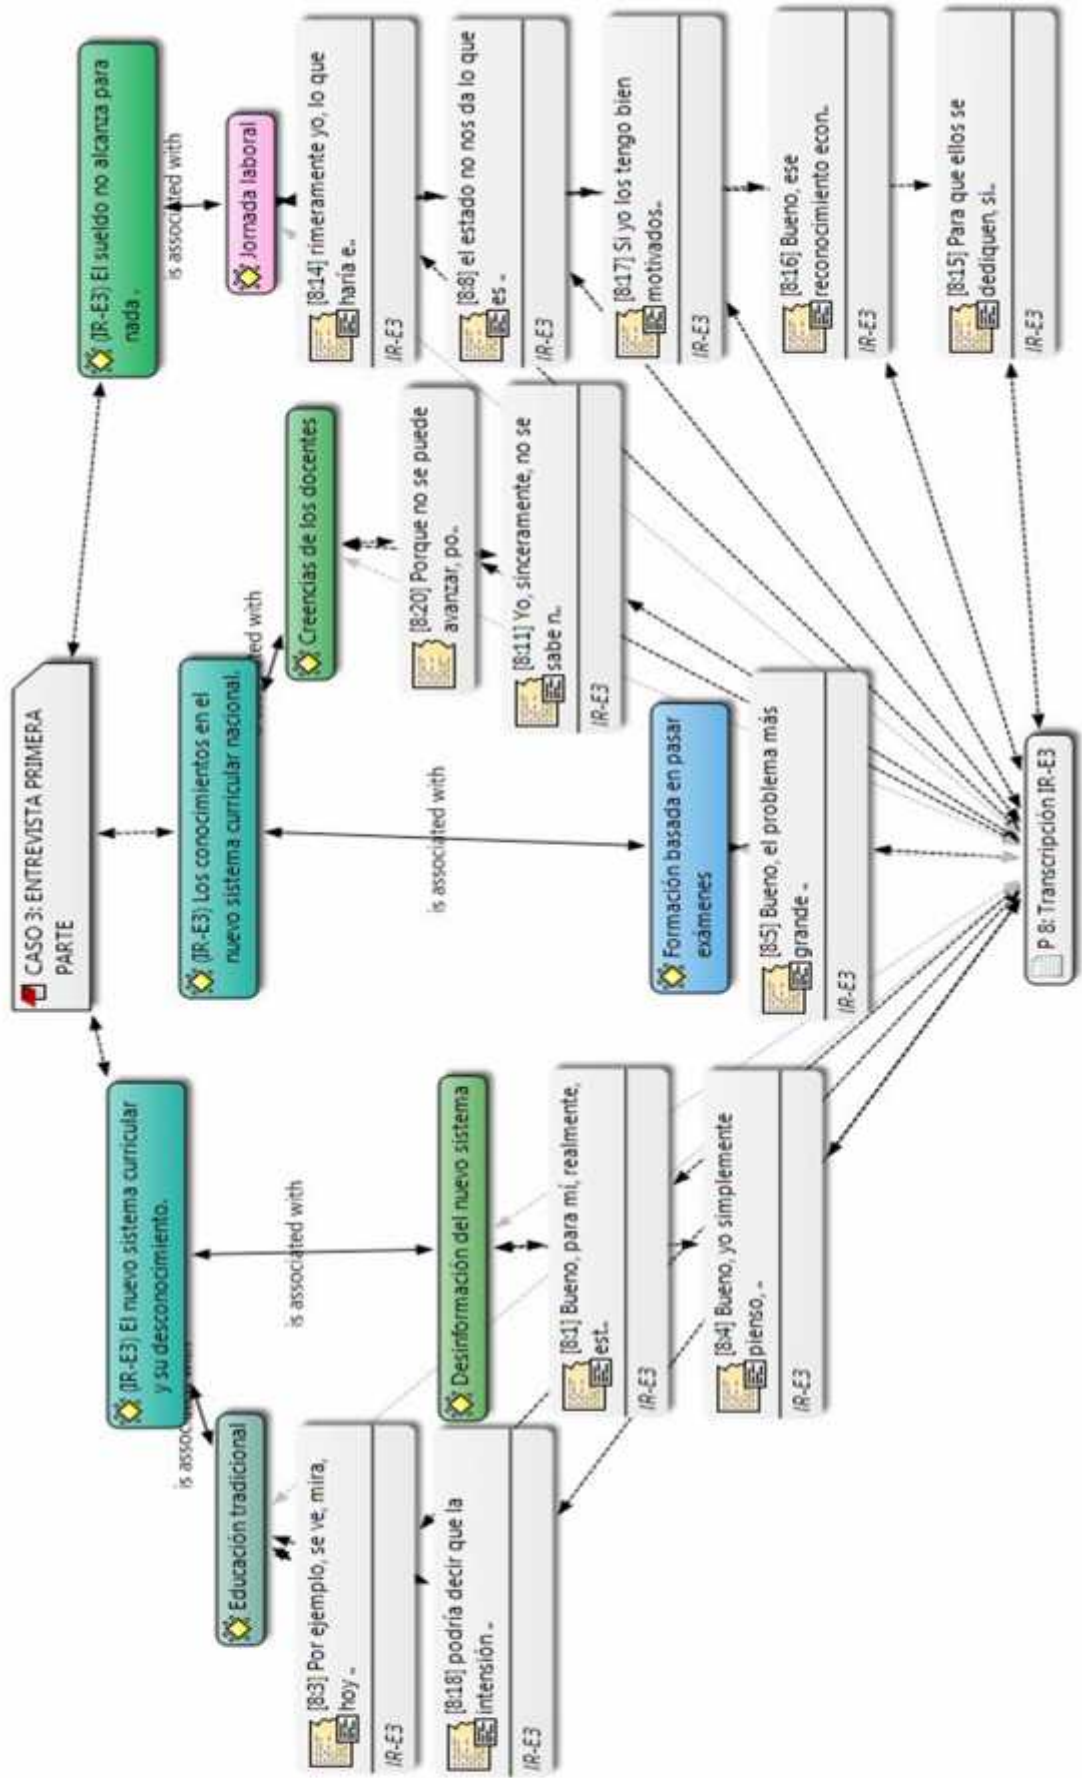 CASO 3: ENTREVISTA PRIMERA
PARTE
(IR-E3) El nuevo sistema curricular
y su desconocimiento.
(IR-E3) Los conocimientos en el
nuevo sistema curricular nacional.
(IR-E3) El sueldo no alcanza para
nada .
is associated with
is associated with
is associated with
is associated with
Educación tradicional
[8:3] Por ejemplo, se ve, mira,
hoy ..
IR-E3
[8:18] podría decir que la
intensión ..
IR-E3
Desinformación del nuevo sistema
[8:1] Bueno, para mi, realmente,
est..
IR-E3
[8:4] Bueno, yo simplemente
pienso, ..
IR-E3
Formación basada en pasar
exámenes
[8:5] Bueno, el problema más
grande ..
IR-E3
ted with
Creencias de los docentes
[8:20] Porque no se puede
avanzar, po..
[8:11] Yo, sinceramente, no se
sabe n..
IR-E3
Jornada laboral
[8:14] rimeramente yo, lo que
haria e..
IR-E3
[8:8] el estado no nos da lo que
es ..
IR-E3
[8:17] Si yo los tengo bien
motivados..
IR-E3
[8:16] Bueno, ese
reconocimiento econ..
IR-E3
[8:15] Para que ellos se
dediquen, si..
IR-E3
P 8: Transcripción IR-E3